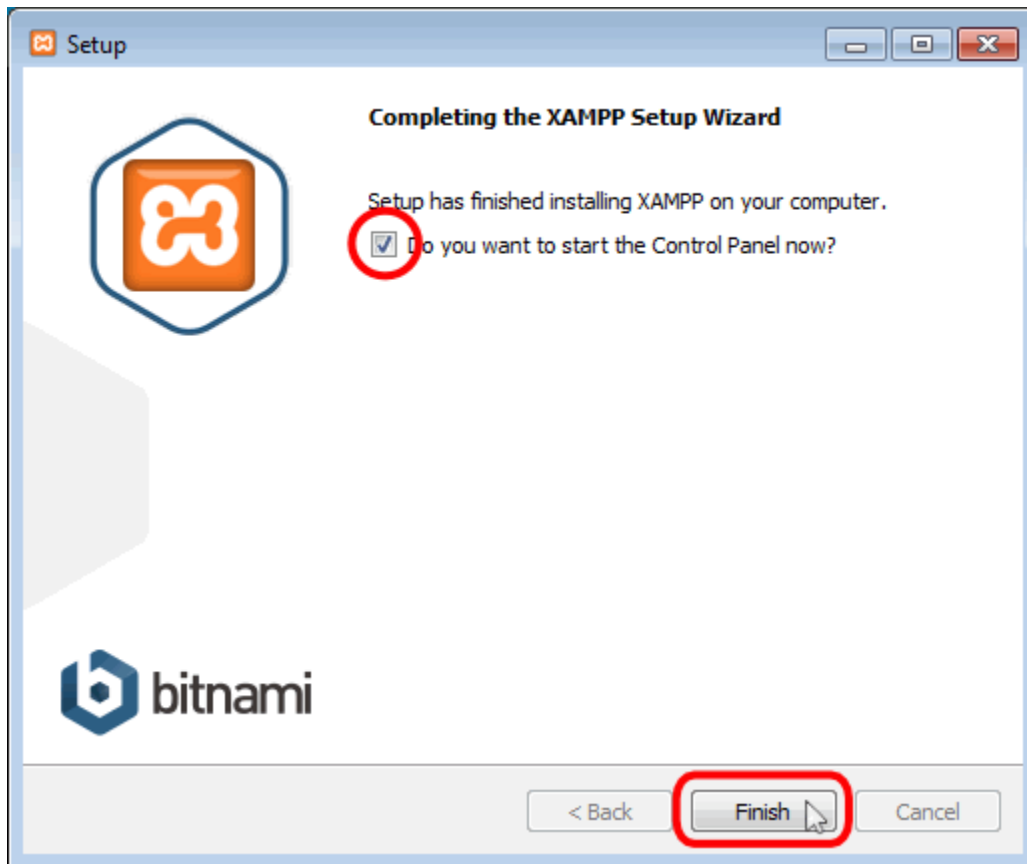 Setup
Completing the XAMPP Setup Wizard
Setup has finished installing XAMPP on your computer.
Do you want to start the Control Panel now?
bitnami
< Back
Finish
Cancel